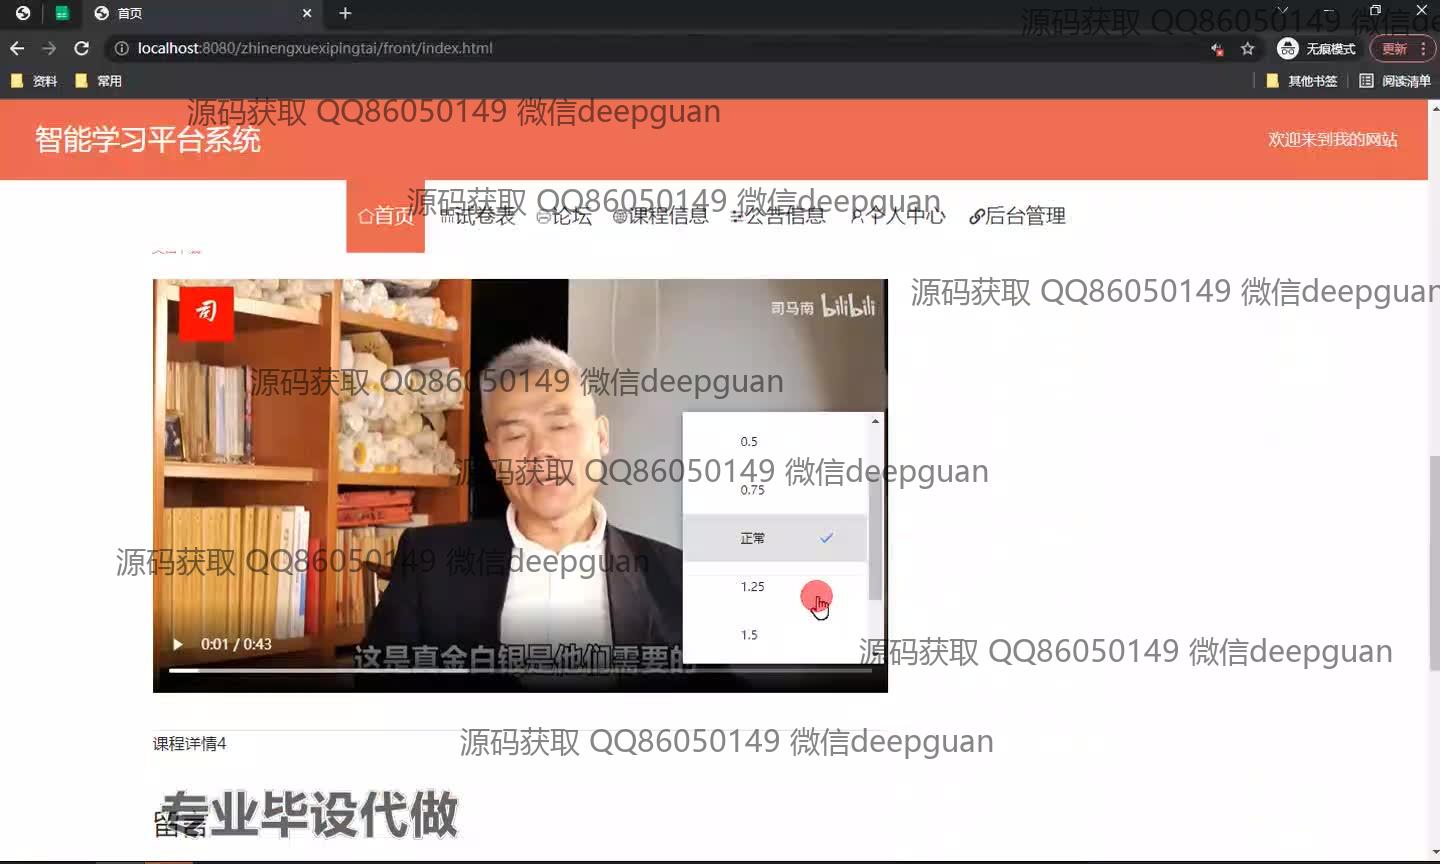 首页
源码获取 QQ86050149 微信de
localhost:8080/zhinengxuexipingtai/front/index.html
无痕模式
更新
资料
常用
其他书签
阅读清单
源码获取 QQ86050149 微信deepguan
智能学习平台系统
欢迎来到我的网站
源码获取 QQ86050149 微信deepguan
首页
试卷表
论坛
课程信息
公告信息
个人中心
后台管理
源码获取 QQ86050149 微信deepguan
司
司马南 bilibili
源码获取 QQ86050149 微信deepguan
0.5
源码获取 QQ86050149 微信deepguan
0.75
正常
源码获取 QQ86050149 微信deepguan
1.25
1.5
0:01 / 0:43
这是真金白银是他们需要的
源码获取 QQ86050149 微信deepguan
课程详情4
源码获取 QQ86050149 微信deepguan
专业毕设代做
留言